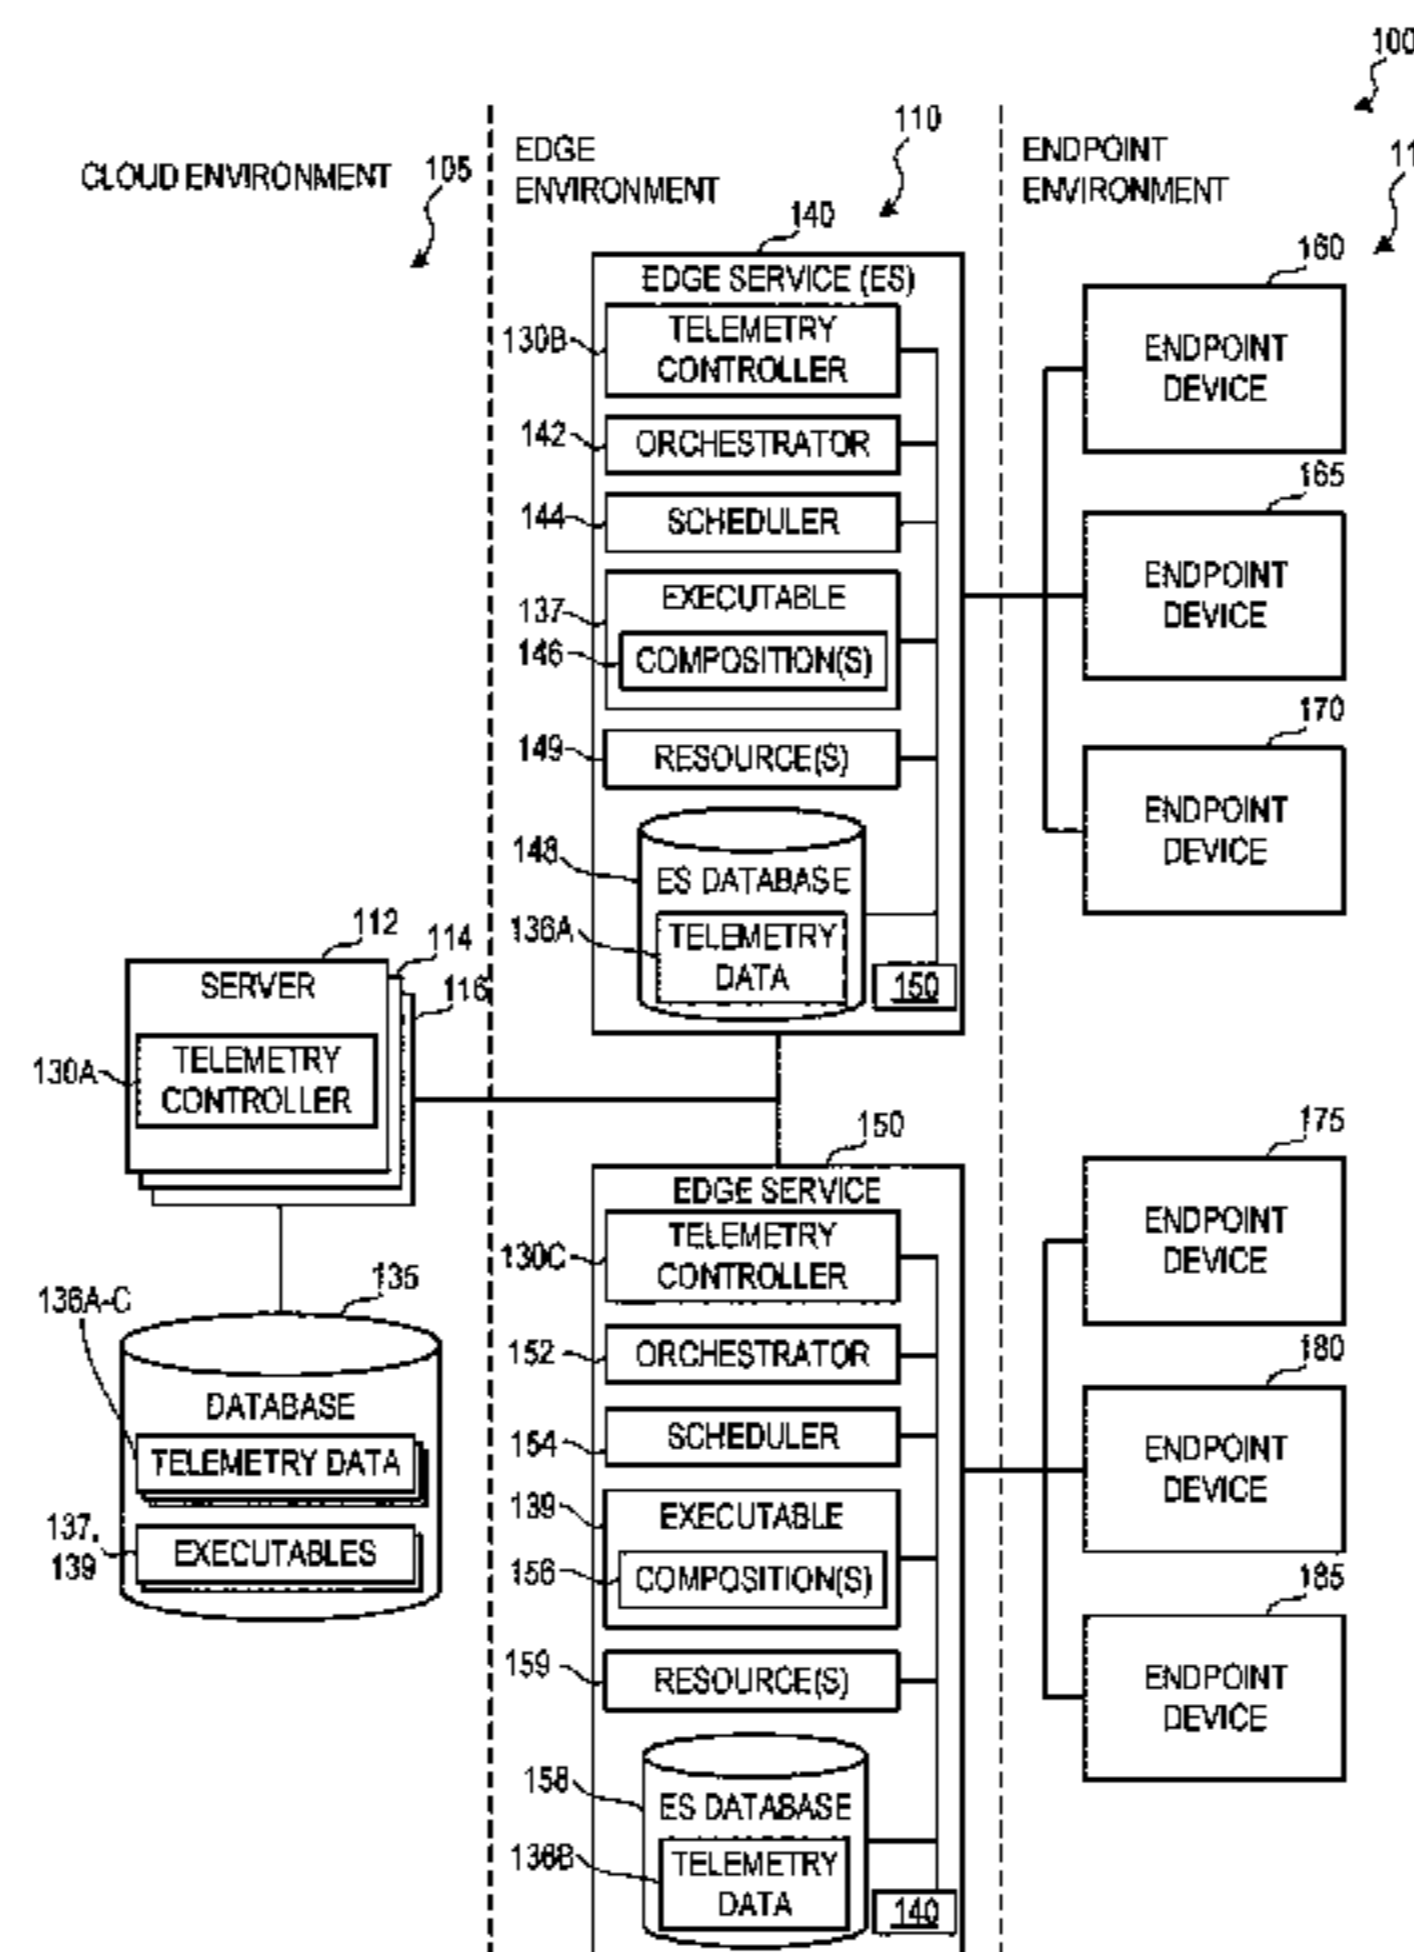 100
110
11
CLOUD ENVIRONMENT
105
EDGE
ENVIRONMENT
ENDPOINT
ENVIRONMENT
140
EDGE SERVICE (ES)
130B
TELEMETRY
CONTROLLER
142
ORCHESTRATOR
144
SCHEDULER
137
EXECUTABLE
146
COMPOSITION(S)
149
RESOURCE(S)
148
ES DATABASE
136A
TELEMETRY
DATA
150
160
ENDPOINT
DEVICE
165
ENDPOINT
DEVICE
170
ENDPOINT
DEVICE
112
114
116
SERVER
130A
TELEMETRY
CONTROLLER
135
136A-C
DATABASE
TELEMETRY DATA
137,
139
EXECUTABLES
150
EDGE SERVICE
130C
TELEMETRY
CONTROLLER
152
ORCHESTRATOR
154
SCHEDULER
139
EXECUTABLE
156
COMPOSITION(S)
159
RESOURCE(S)
158
ES DATABASE
136B
TELEMETRY
DATA
140
175
ENDPOINT
DEVICE
180
ENDPOINT
DEVICE
185
ENDPOINT
DEVICE